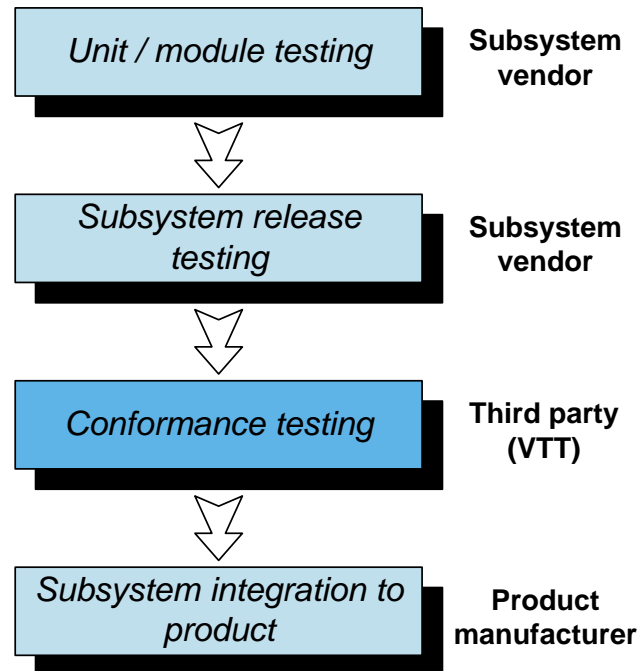 Unit / module testing
Subsystem
vendor
Subsystem release
testing
Subsystem
vendor
Conformance testing
Third party
(VTT)
Subsystem integration to
product
Product
manufacturer